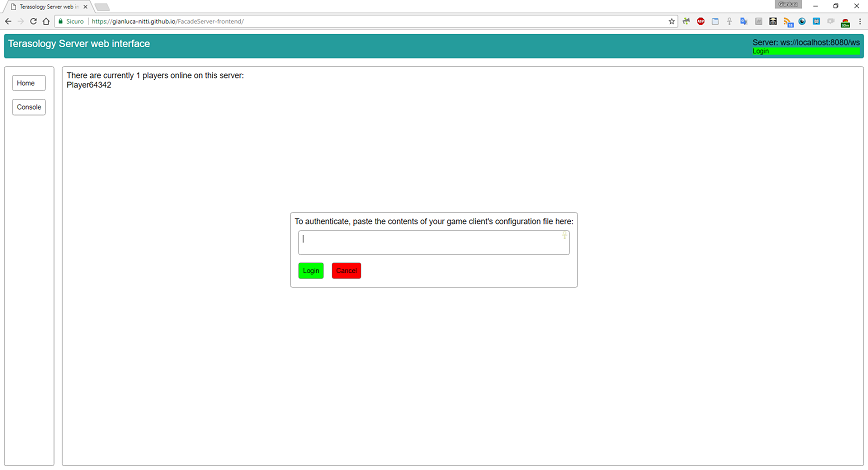 Terasology Server web in
Sicuro
https://gianluca-nitti.github.io/FacadeServer-frontend/
Terasology Server web interface
Server: ws://localhost:8080/ws
Login
Home
Console
There are currently 1 players online on this server:
Player64342
To authenticate, paste the contents of your game client's configuration file here:
Login
Cancel